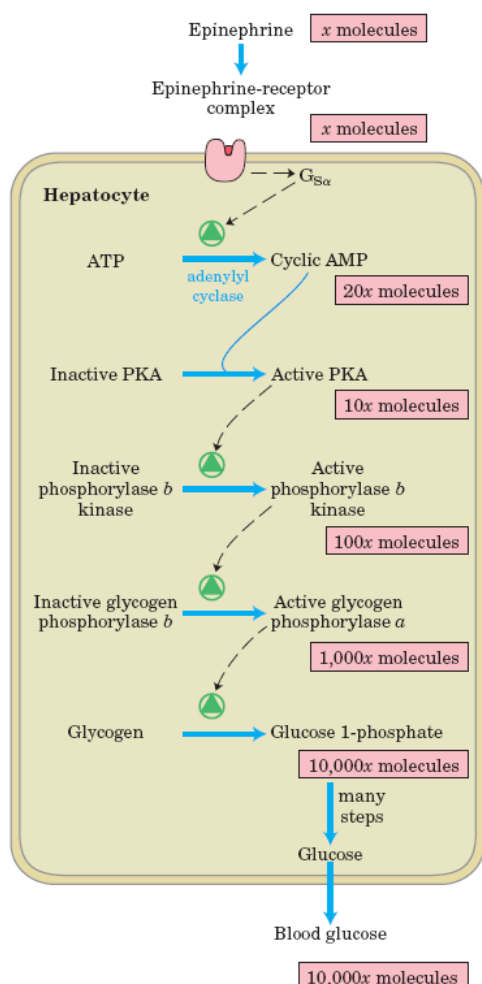 Epinephrine
x molecules
Epinephrine-receptor
complex
x molecules
GSα
Hepatocyte
ATP
adenylyl
cyclase
Cyclic AMP
20x molecules
Inactive PKA
Active PKA
10x molecules
Inactive
phosphorylase b
kinase
Active
phosphorylase b
kinase
100x molecules
Inactive glycogen
phosphorylase b
Active glycogen
phosphorylase a
1,000x molecules
Glycogen
Glucose 1-phosphate
10,000x molecules
many
steps
Glucose
Blood glucose
10,000x molecules